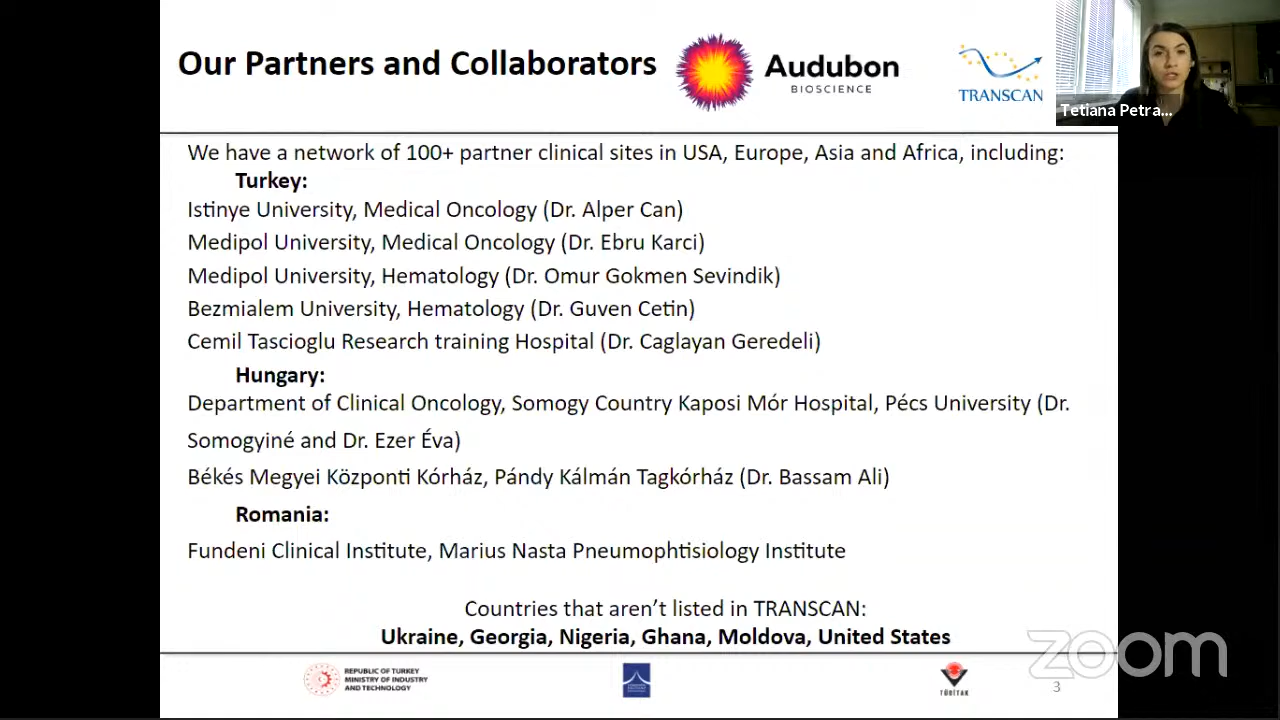 Our Partners and Collaborators
Audubon
BIOSCIENCE
TRANSCAN
Tetiana Petra...
We have a network of 100+ partner clinical sites in USA, Europe, Asia and Africa, including:
Turkey:
Istinye University, Medical Oncology (Dr. Alper Can)
Medipol University, Medical Oncology (Dr. Ebru Karci)
Medipol University, Hematology (Dr. Omur Gokmen Sevindik)
Bezmialem University, Hematology (Dr. Guven Cetin)
Cemil Tascioglu Research training Hospital (Dr. Caglayan Geredeli)
Hungary:
Department of Clinical Oncology, Somogy Country Kaposi Mór Hospital, Pécs University (Dr.
Somogyiné and Dr. Ezer Éva)
Békés Megyei Központi Kórház, Pándy Kálmán Tagkórház (Dr. Bassam Ali)
Romania:
Fundeni Clinical Institute, Marius Nasta Pneumophtisiology Institute
Countries that aren't listed in TRANSCAN:
Ukraine, Georgia, Nigeria, Ghana, Moldova, United States
REPUBLIC OF TURKEY
MINISTRY OF INDUSTRY
AND TECHNOLOGY
TÜBİTAK
3
zoom